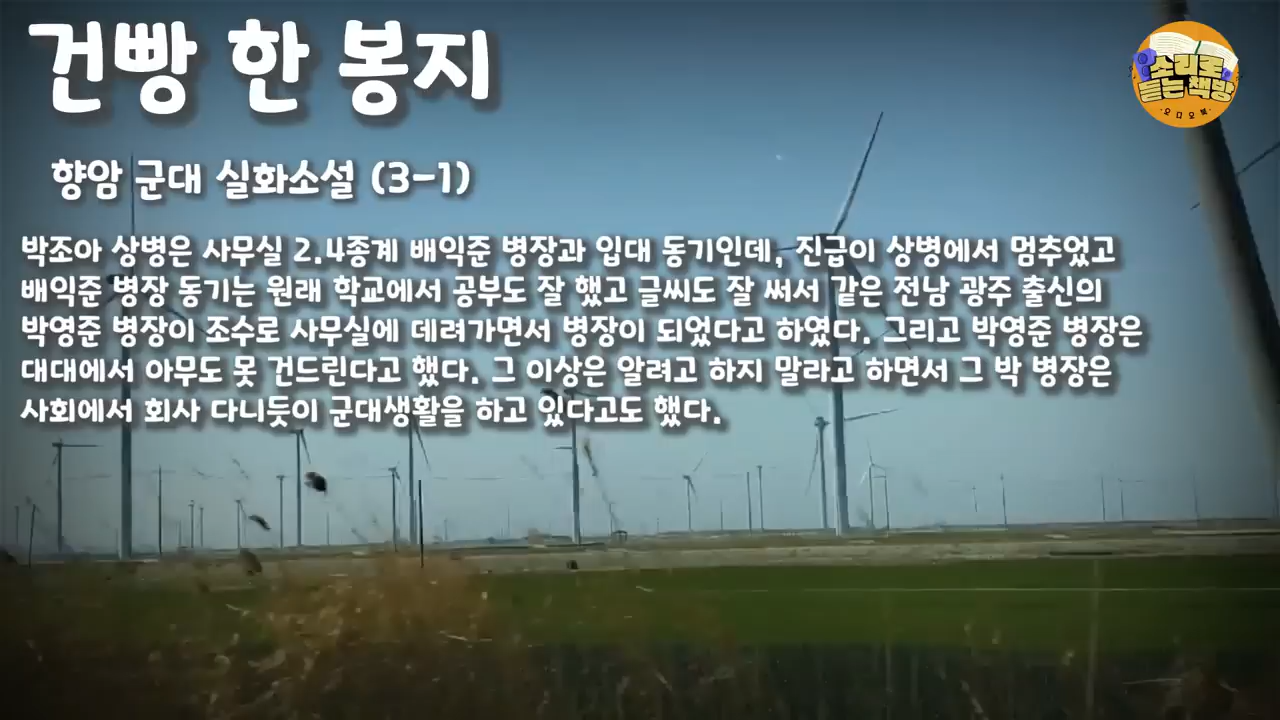 건빵 한 봉지
소리로
듣는 책방
·오디오북·
향암 군대 실화소설 (3-1)
박조아 상병은 사무실 2.4종계 배익준 병장과 입대 동기인데, 진급이 상병에서 멈추었고
배익준 병장 동기는 원래 학교에서 공부도 잘 했고 글씨도 잘 써서 같은 전남 광주 출신의
박영준 병장이 조수로 사무실에 데려가면서 병장이 되었다고 하였다. 그리고 박영준 병장은
대대에서 아무도 못 건드린다고 했다. 그 이상은 알려고 하지 말라고 하면서 그 박 병장은
사회에서 회사 다니듯이 군대생활을 하고 있다고도 했다.